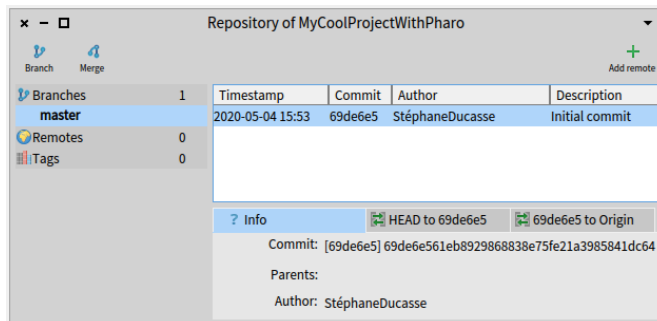 Repository of MyCoolProjectWithPharo
Branch Merge Add remote
Branches 1
master
Remotes 0
Tags 0
Timestamp Commit Author Description
2020-05-04 15:53 69de6e5 StéphaneDucasse Initial commit
? Info HEAD to 69de6e5 69de6e5 to Origin
Commit: [69de6e5] 69de6e561eb8929868838e75fe21a3985841dc64
Parents:
Author: StéphaneDucasse